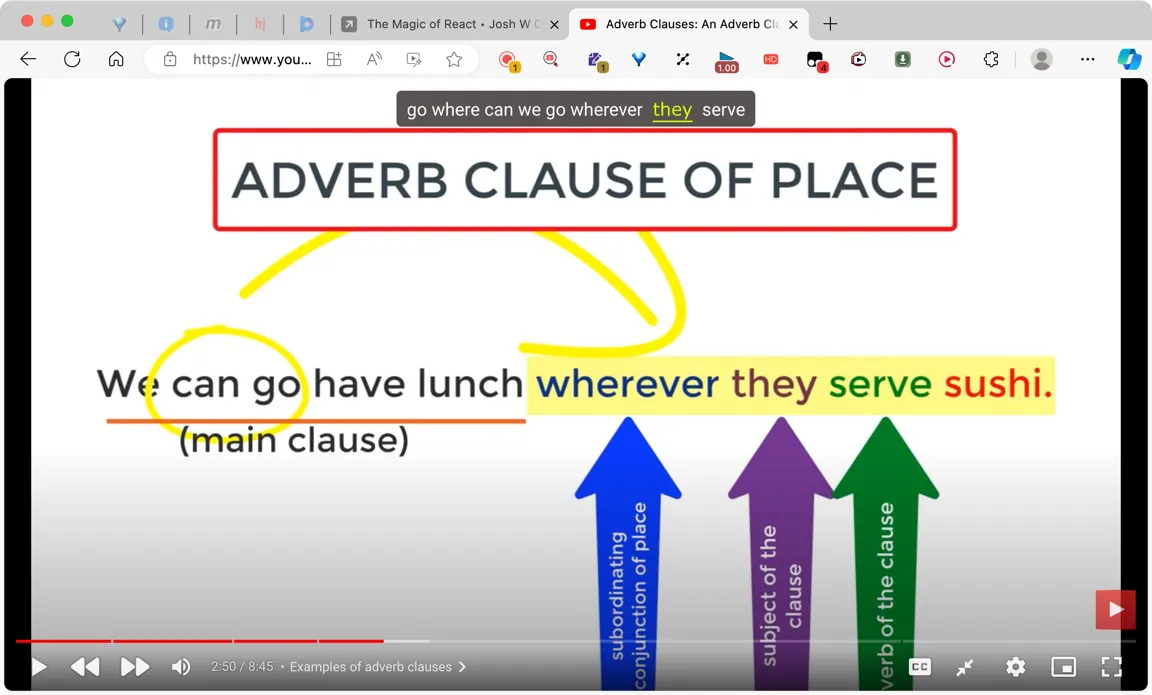 hi
The Magic of React • Josh W C
Adverb Clauses: An Adverb Cla
https://www.you...
1
1
1.00
HD
4
go where can we go wherever they serve
ADVERB CLAUSE OF PLACE
We can go have lunch wherever they serve sushi.
(main clause)
subordinating
conjunction of place
subject of the
clause
verb of the clause
2:50 / 8:45 • Examples of adverb clauses
CC